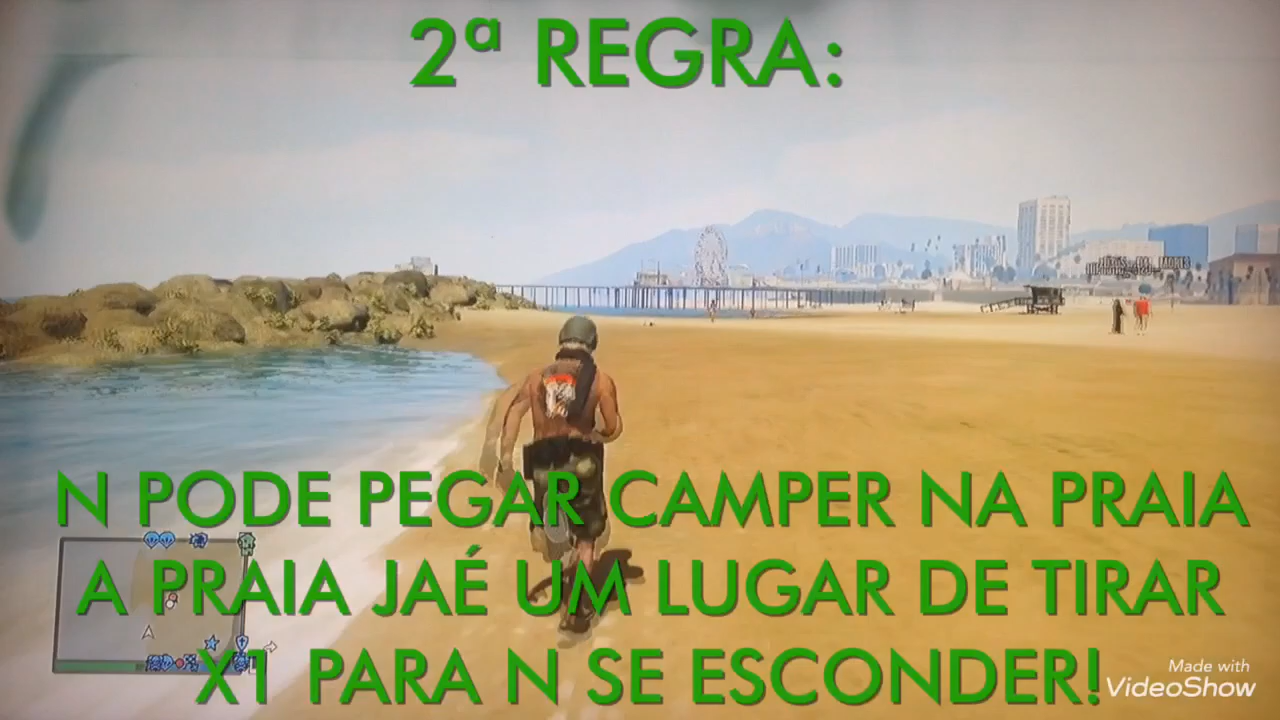 2ª REGRA:
N PODE PEGAR CAMPER NA PRAIA
A PRAIA JAÉ UM LUGAR DE TIRAR
X1 PARA N SE ESCONDER!
Made with
VideoShow